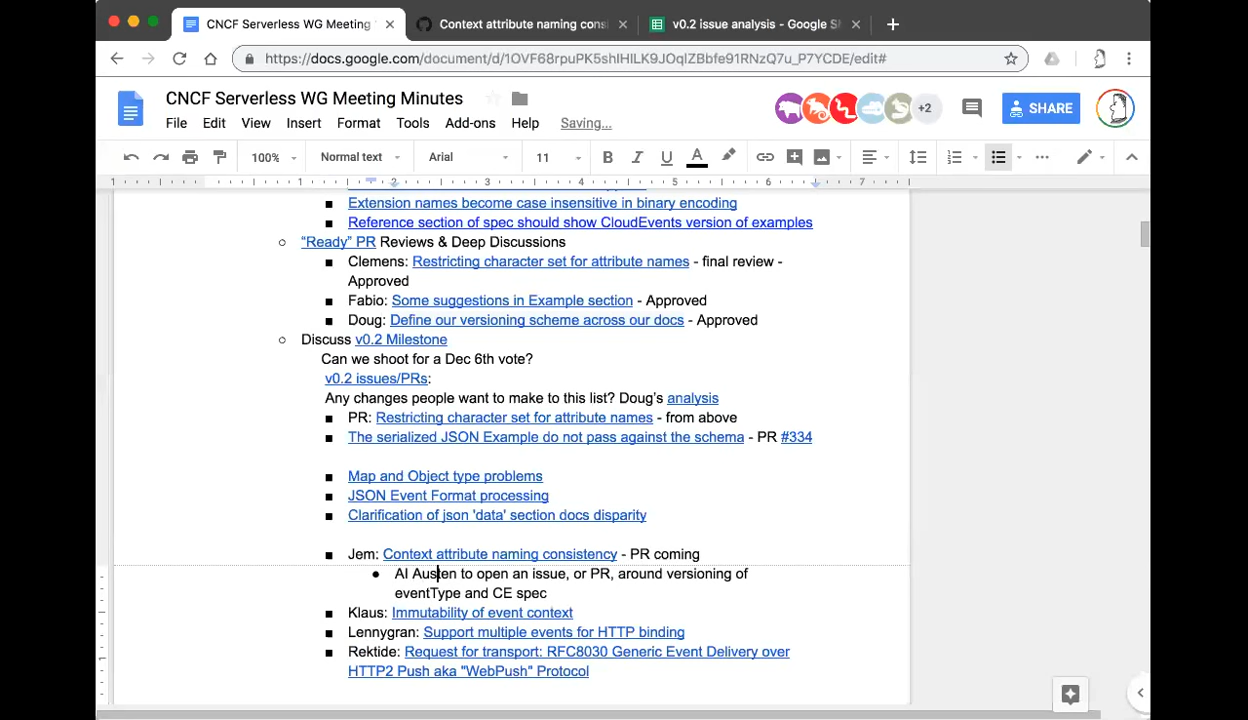 CNCF Serverless WG Meeting
Context attribute naming cons
v0.2 issue analysis - Google S
https://docs.google.com/document/d/1OVF68rpuPK5shIHILK9JOqlZBbfe91RNzQ7u_P7YCDE/edit#
CNCF Serverless WG Meeting Minutes
+2
SHARE
File Edit View Insert Format Tools Add-ons Help Saving...
100% Normal text Arial 11 B I U A
1 1 2 3 4 5 6 7
Extension names become case insensitive in binary encoding
Reference section of spec should show CloudEvents version of examples
"Ready" PR Reviews & Deep Discussions
Clemens: Restricting character set for attribute names - final review -
Approved
Fabio: Some suggestions in Example section - Approved
Doug: Define our versioning scheme across our docs - Approved
Discuss v0.2 Milestone
Can we shoot for a Dec 6th vote?
v0.2 issues/PRs:
Any changes people want to make to this list? Doug's analysis
PR: Restricting character set for attribute names - from above
The serialized JSON Example do not pass against the schema - PR #334
Map and Object type problems
JSON Event Format processing
Clarification of json 'data' section docs disparity
Jem: Context attribute naming consistency - PR coming
AI Austen to open an issue, or PR, around versioning of
eventType and CE spec
Klaus: Immutability of event context
Lennygran: Support multiple events for HTTP binding
Rektide: Request for transport: RFC8030 Generic Event Delivery over
HTTP2 Push aka "WebPush" Protocol